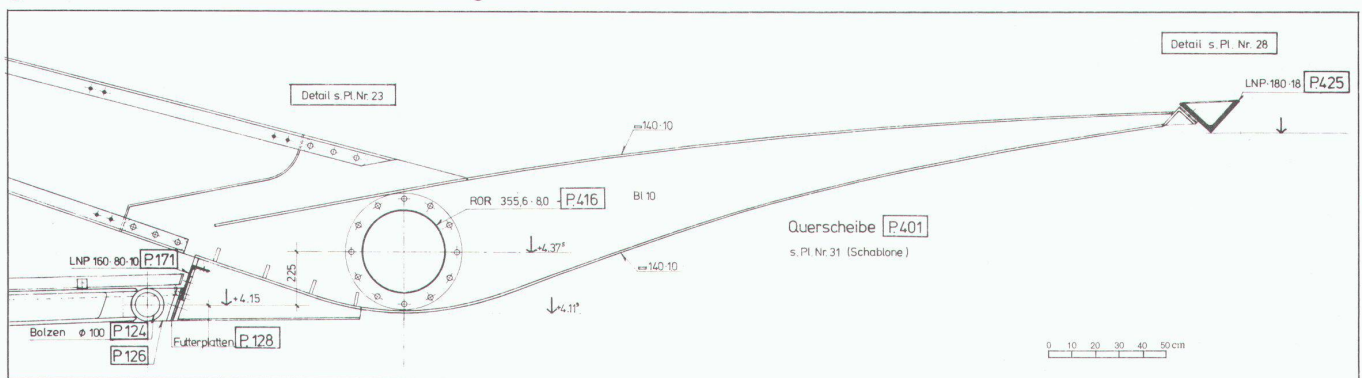 Detail s. Pl. Nr. 28
LNP-180-18 P.425
Detail s. Pl. Nr. 23
140·10
ROR 355,6 - 8,0 P.416
Bl 10
Querscheibe P.401
s. Pl. Nr. 31 (Schablone)
+4.37⁵
LNP 160-80-10 P.171
225
140·10
+4.15
+4.11⁹
Bolzen φ 100 P.124
Futterplatten P.128
P 126
0 10 20 30 40 50 cm